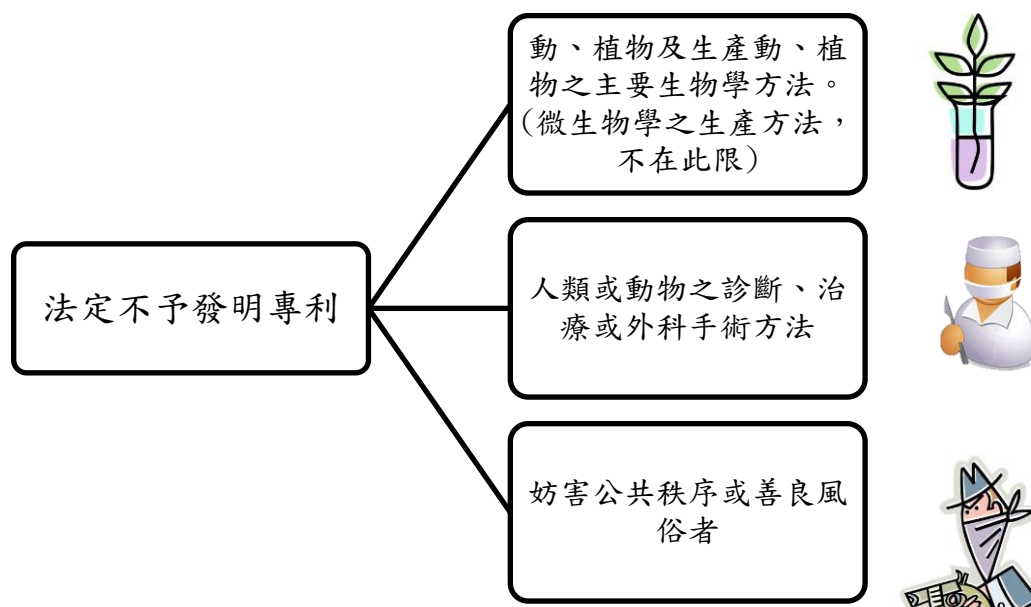 動、植物及生產動、植
物之主要生物學方法。
(微生物學之生產方法,
不在此限)
法定不予發明專利
人類或動物之診斷、治
療或外科手術方法
妨害公共秩序或善良風
俗者